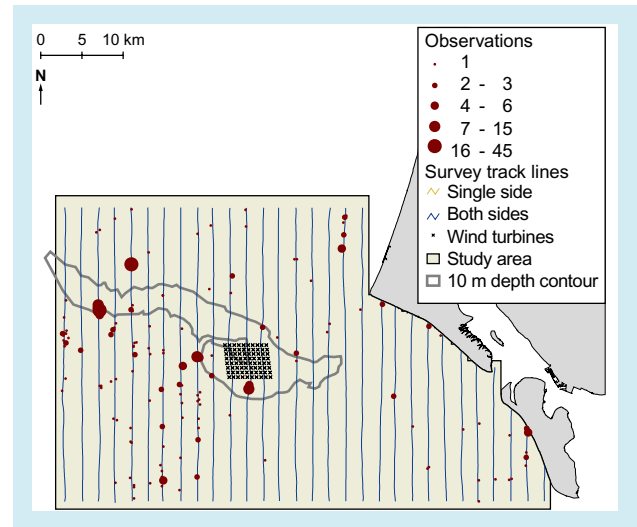 0 5 10 km
N
Observations
1
2 - 3
4 - 6
7 - 15
16 - 45
Survey track lines
Single side
Both sides
Wind turbines
Study area
10 m depth contour